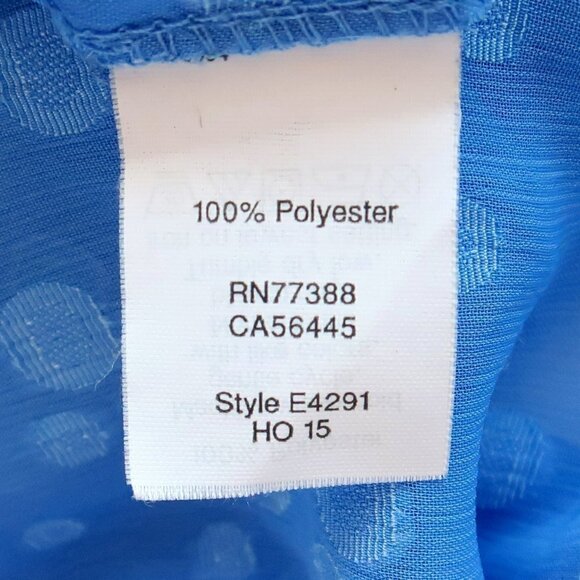 100% Polyester
RN77388
CA56445
Style E4291
HO 15